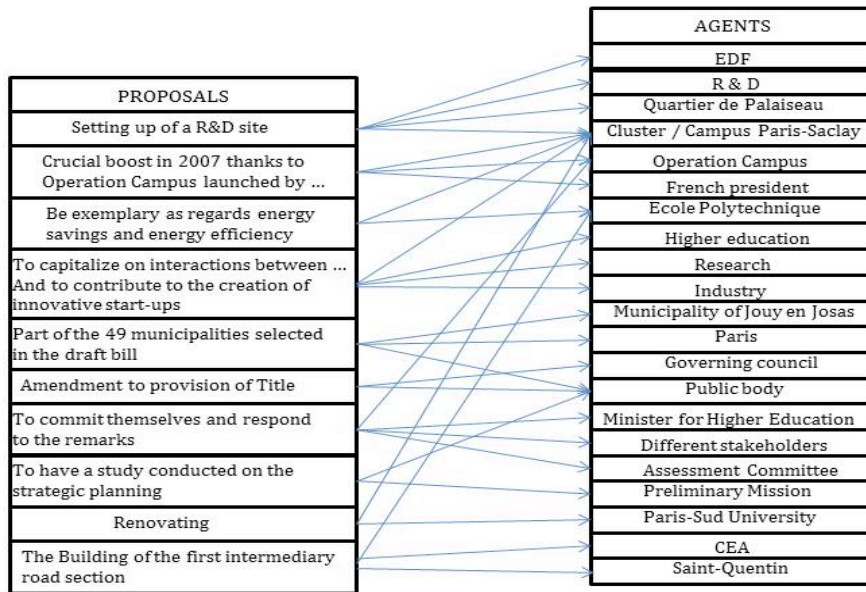 PROPOSALS
Setting up of a R&D site
Crucial boost in 2007 thanks to
Operation Campus launched by ...
Be exemplary as regards energy
savings and energy efficiency
To capitalize on interactions between ...
And to contribute to the creation of
innovative start-ups
Part of the 49 municipalities selected
in the draft bill
Amendment to provision of Title
To commit themselves and respond
to the remarks
To have a study conducted on the
strategic planning
Renovating
The Building of the first intermediary
road section
AGENTS
EDF
R & D
Quartier de Palaiseau
Cluster / Campus Paris-Saclay
Operation Campus
French president
Ecole Polytechnique
Higher education
Research
Industry
Municipality of Jouy en Josas
Paris
Governing council
Public body
Minister for Higher Education
Different stakeholders
Assessment Committee
Preliminary Mission
Paris-Sud University
CEA
Saint-Quentin